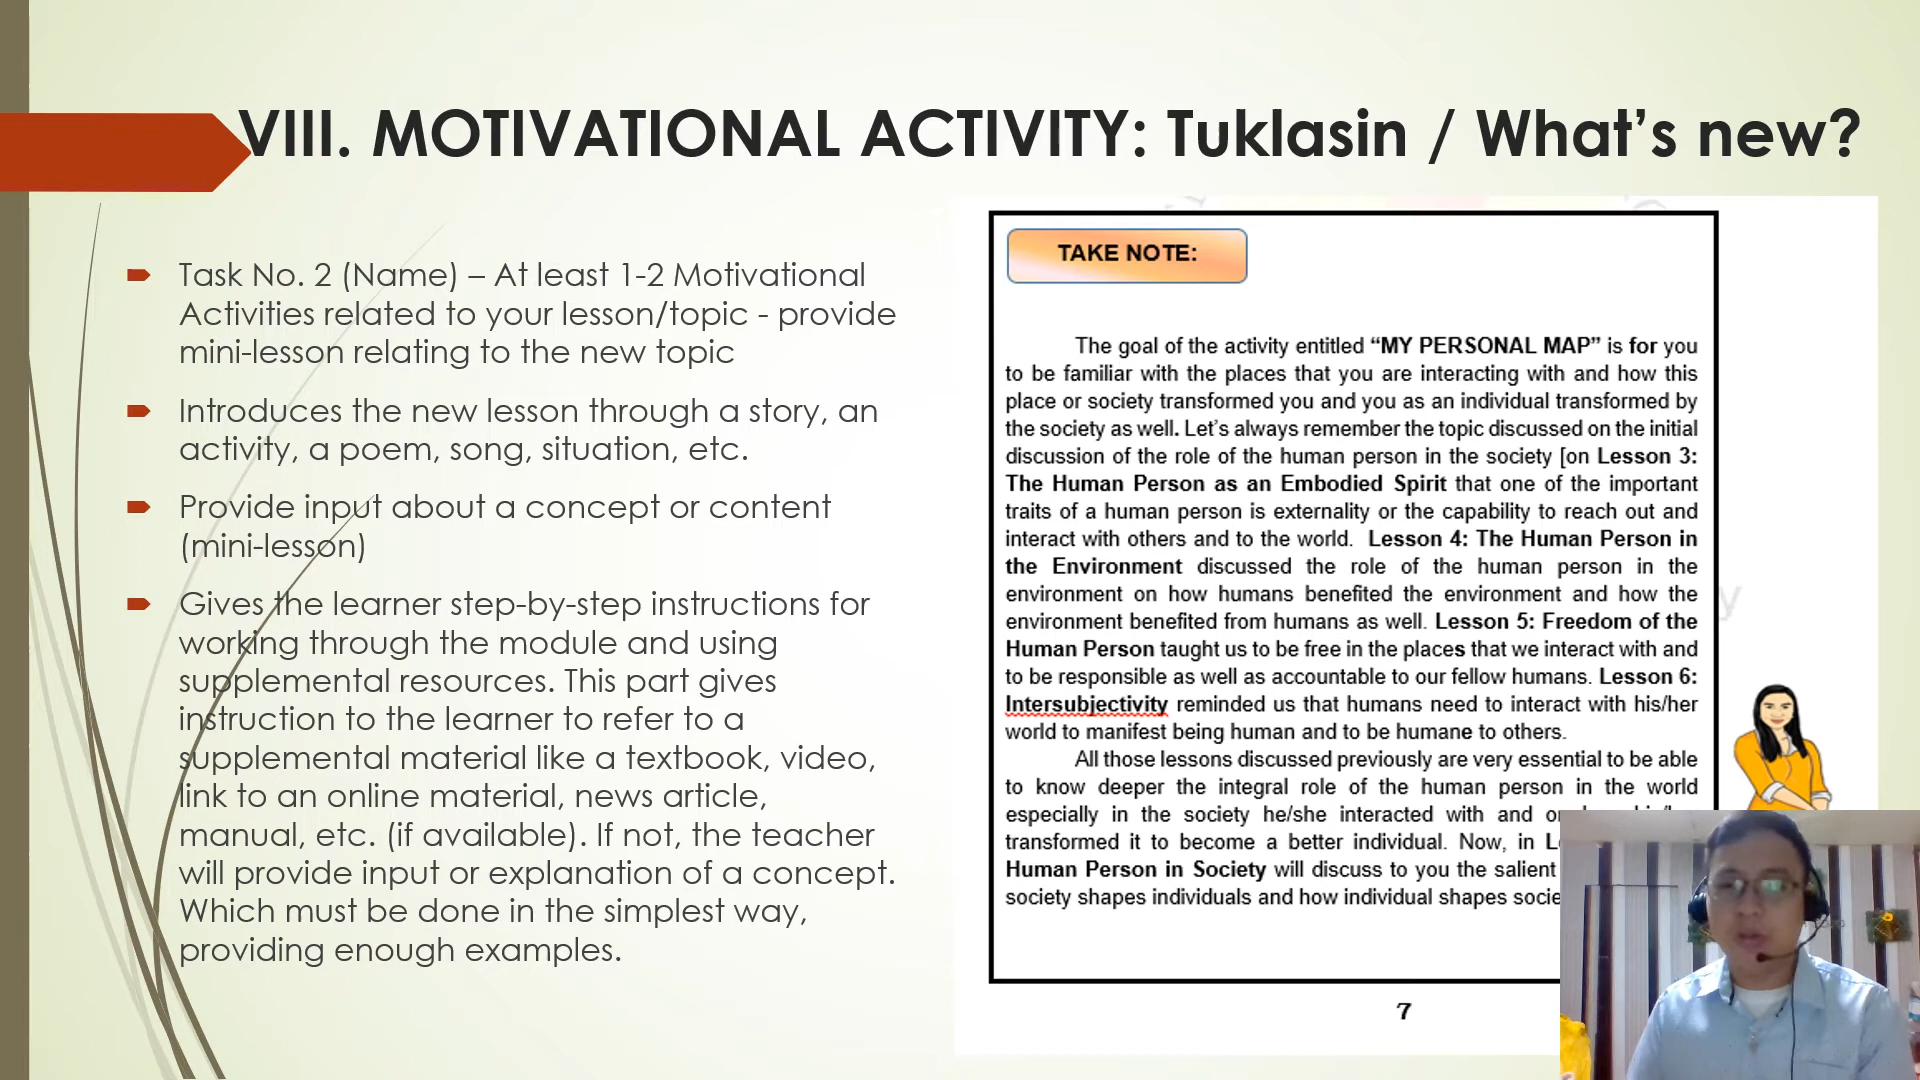 VIII. MOTIVATIONAL ACTIVITY: Tuklasin / What’s new?
Task No. 2 (Name) – At least 1-2 Motivational
Activities related to your lesson/topic - provide
mini-lesson relating to the new topic
Introduces the new lesson through a story, an
activity, a poem, song, situation, etc.
Provide input about a concept or content
(mini-lesson)
Gives the learner step-by-step instructions for
working through the module and using
supplemental resources. This part gives
instruction to the learner to refer to a
supplemental material like a textbook, video,
link to an online material, news article,
manual, etc. (if available). If not, the teacher
will provide input or explanation of a concept.
Which must be done in the simplest way,
providing enough examples.
TAKE NOTE:
The goal of the activity entitled “MY PERSONAL MAP” is for you
to be familiar with the places that you are interacting with and how this
place or society transformed you and you as an individual transformed by
the society as well. Let’s always remember the topic discussed on the initial
discussion of the role of the human person in the society [on Lesson 3:
The Human Person as an Embodied Spirit that one of the important
traits of a human person is externality or the capability to reach out and
interact with others and to the world. Lesson 4: The Human Person in
the Environment discussed the role of the human person in the
environment on how humans benefited the environment and how the
environment benefited from humans as well. Lesson 5: Freedom of the
Human Person taught us to be free in the places that we interact with and
to be responsible as well as accountable to our fellow humans. Lesson 6:
Intersubjectivity reminded us that humans need to interact with his/her
world to manifest being human and to be humane to others.
All those lessons discussed previously are very essential to be able
to know deeper the integral role of the human person in the world
especially in the society he/she interacted with and
transformed it to become a better individual. Now, in
Human Person in Society will discuss to you the salient
society shapes individuals and how individual shapes
7